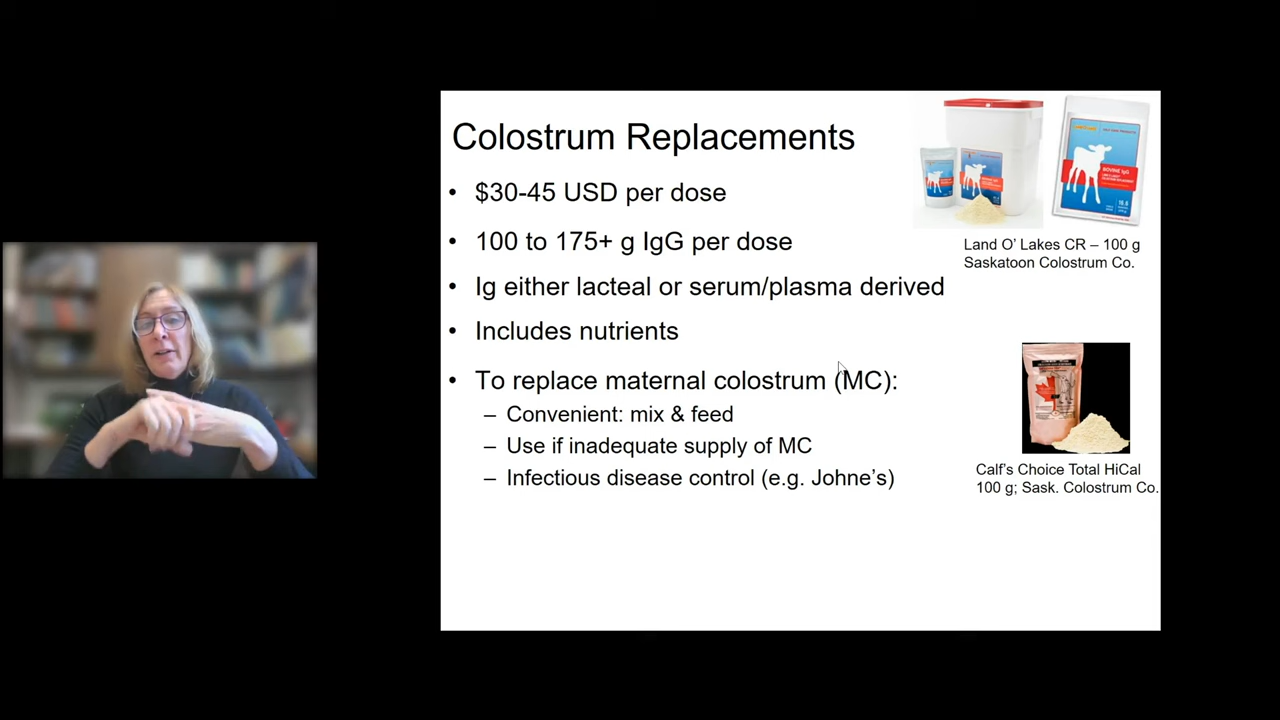 Colostrum Replacements
• $30-45 USD per dose
• 100 to 175+ g IgG per dose
• Ig either lacteal or serum/plasma derived
• Includes nutrients
• To replace maternal colostrum (MC):
– Convenient: mix & feed
– Use if inadequate supply of MC
– Infectious disease control (e.g. Johne's)
BOVINE IgG
Land O' Lakes CR – 100 g
Saskatoon Colostrum Co.
Calf's Choice Total HiCal
100 g; Sask. Colostrum Co.